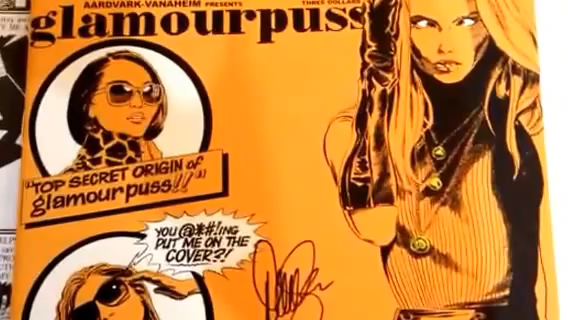 AARDVARK-VANAHEIM PRESENTS THREE DOLLARS
glamourpuss
"TOP SECRET ORIGIN of
glamourpuss!!"
YOU @*#!ING
PUT ME ON THE
COVER?!